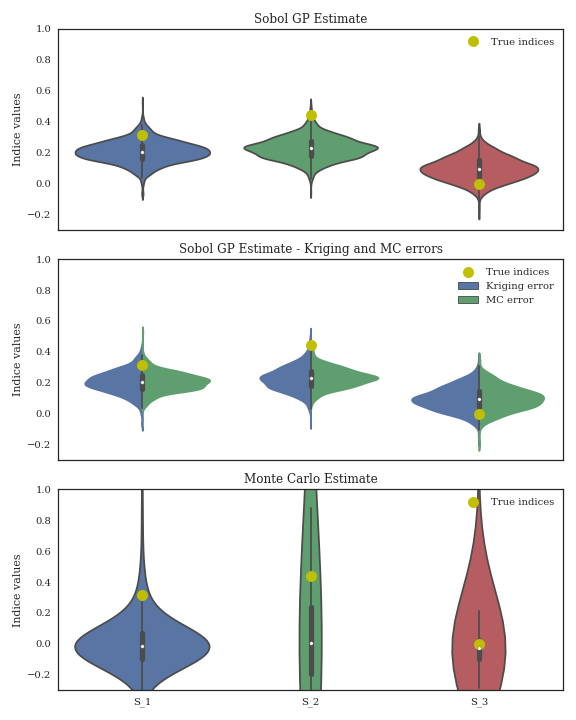 Sobol GP Estimate
1.0
0.8
0.6
0.4
0.2
0.0
−0.2
Indice values
True indices
Sobol GP Estimate - Kriging and MC errors
1.0
0.8
0.6
0.4
0.2
0.0
−0.2
Indice values
True indices
Kriging error
MC error
Monte Carlo Estimate
1.0
0.8
0.6
0.4
0.2
0.0
−0.2
Indice values
True indices
S_1
S_2
S_3